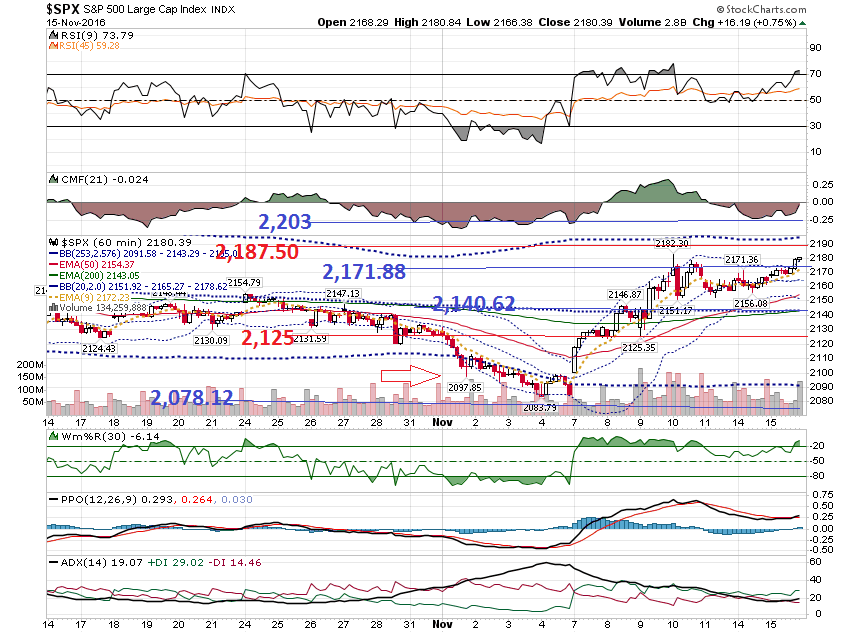 $SPX S&P 500 Large Cap Index INDX © StockCharts.com
15-Nov-2016 Open 2168.29 High 2180.84 Low 2166.38 Close 2180.39 Volume 2.8B Chg +16.19 (+0.75%)
RSI(9) 73.79
RSI(45) 59.28
90
70
50
30
10
CMF(21) -0.024
0.25
0.00
-0.25
2,203
$SPX (60 min) 2180.39
2,187.50
BB(253,2.576) 2091.58 - 2143.29 -
EMA(50) 2154.37
EMA(200) 2143.05
BB(20,2.0) 2151.92 - 2165.27 - 2178.62
EMA(9) 2172.23
Volume 134,259,888
2,171.88
2,140.62
2,125
2,078.12
2182.30
2171.36
2154.79
2147.13
2146.87
2151.17
2156.08
2124.43
2130.09
2131.59
2125.35
2097.85
2083.79
2190
2180
2170
2160
2150
2140
2130
2120
2110
2100
2090
2080
200M
150M
100M
50M
14 17 18 19 20 21 24 25 26 27 28 31 Nov 2 3 4 7 8 9 10 11 14 15
Wm%R(30) -6.14
-20
-50
-80
PPO(12,26,9) 0.293, 0.264, 0.030
0.75
0.50
0.25
0.00
-0.25
-0.50
ADX(14) 19.07 +DI 29.02 -DI 14.46
60
40
20
0
14 17 18 19 20 21 24 25 26 27 28 31 Nov 2 3 4 7 8 9 10 11 14 15